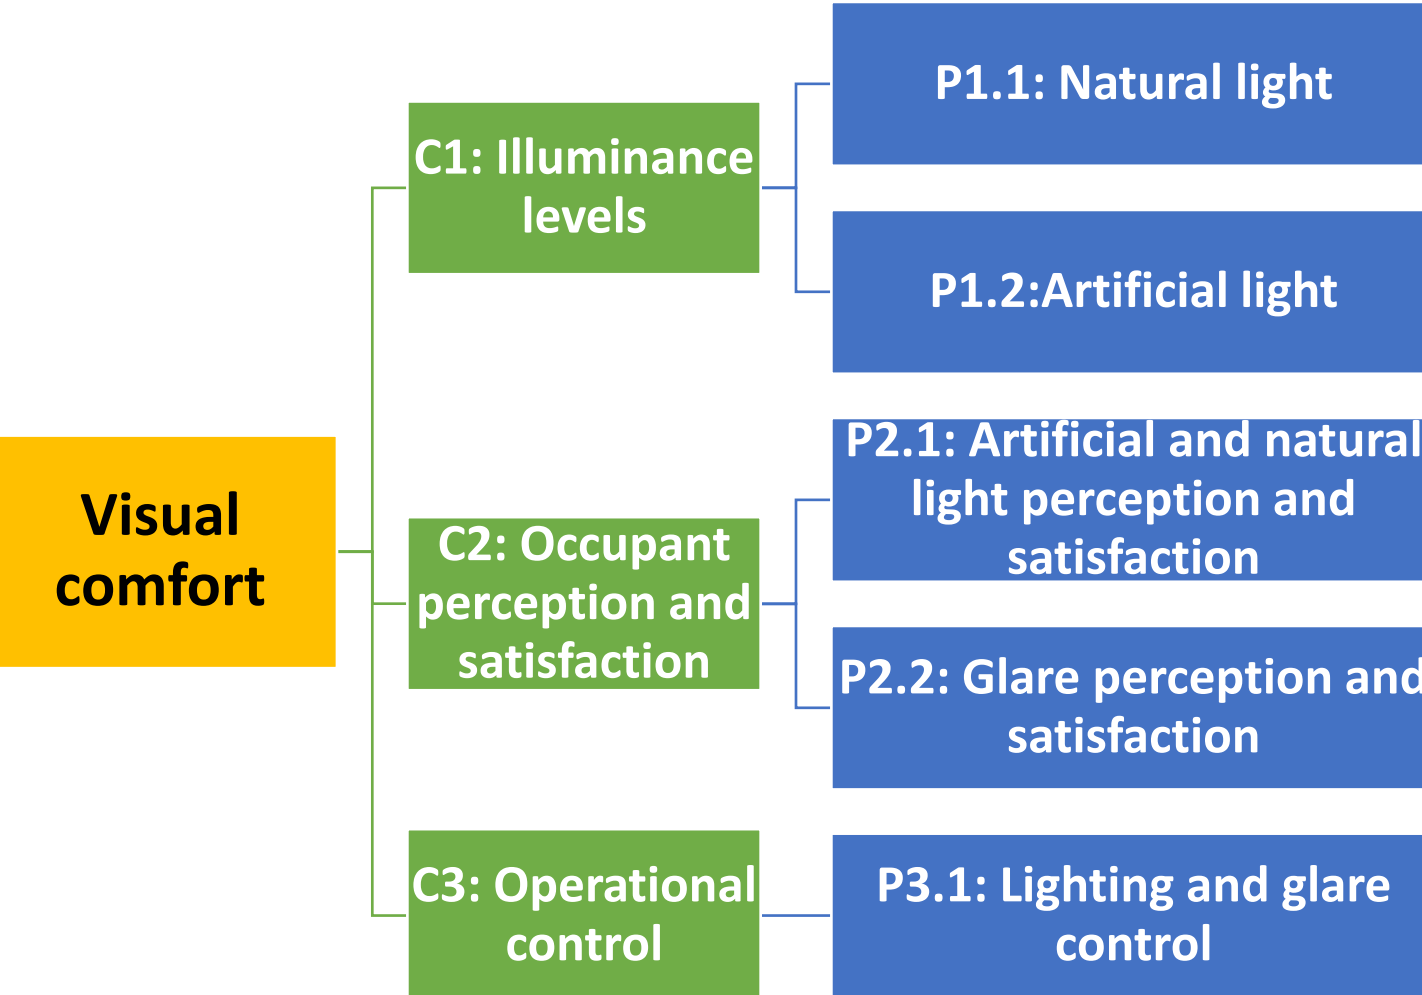 Visual
comfort
C1: Illuminance
levels
P1.1: Natural light
P1.2:Artificial light
C2: Occupant
perception and
satisfaction
P2.1: Artificial and natural
light perception and
satisfaction
P2.2: Glare perception and
satisfaction
C3: Operational
control
P3.1: Lighting and glare
control